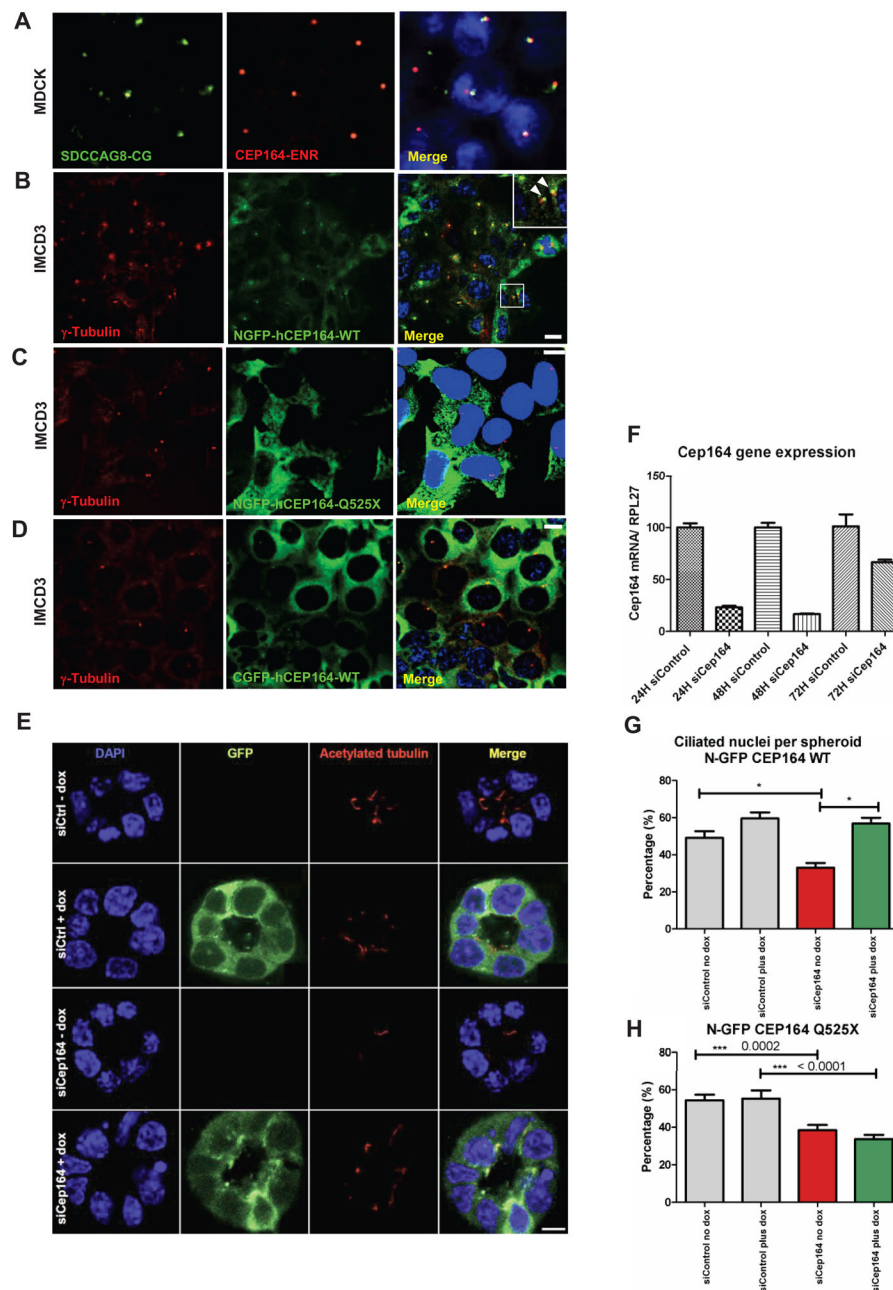 A
MDCK
SDCCAG8-CG
CEP164-ENR
Merge
B
IMCD3
γ-Tubulin
NGFP-hCEP164-WT
Merge
C
IMCD3
γ-Tubulin
NGFP-hCEP164-Q525X
Merge
D
IMCD3
γ-Tubulin
CGFP-hCEP164-WT
Merge
E
DAPI
GFP
Acetylated tubulin
Merge
siCtrl - dox
siCtrl + dox
siCep164 - dox
siCep164 + dox
F
Cep164 gene expression
Cep164 mRNA/ RPL27
150
100
50
0
24H siControl
24H siCep164
48H siControl
48H siCep164
72H siControl
72H siCep164
G
Ciliated nuclei per spheroid
N-GFP CEP164 WT
Percentage (%)
80
60
40
20
0
*
*
siControl no dox
siControl plus dox
siCep164 no dox
siCep164 plus dox
H
N-GFP CEP164 Q525X
Percentage (%)
80
60
40
20
0
*** 0.0002
*** < 0.0001
siControl no dox
siControl plus dox
siCep164 no dox
siCep164 plus dox